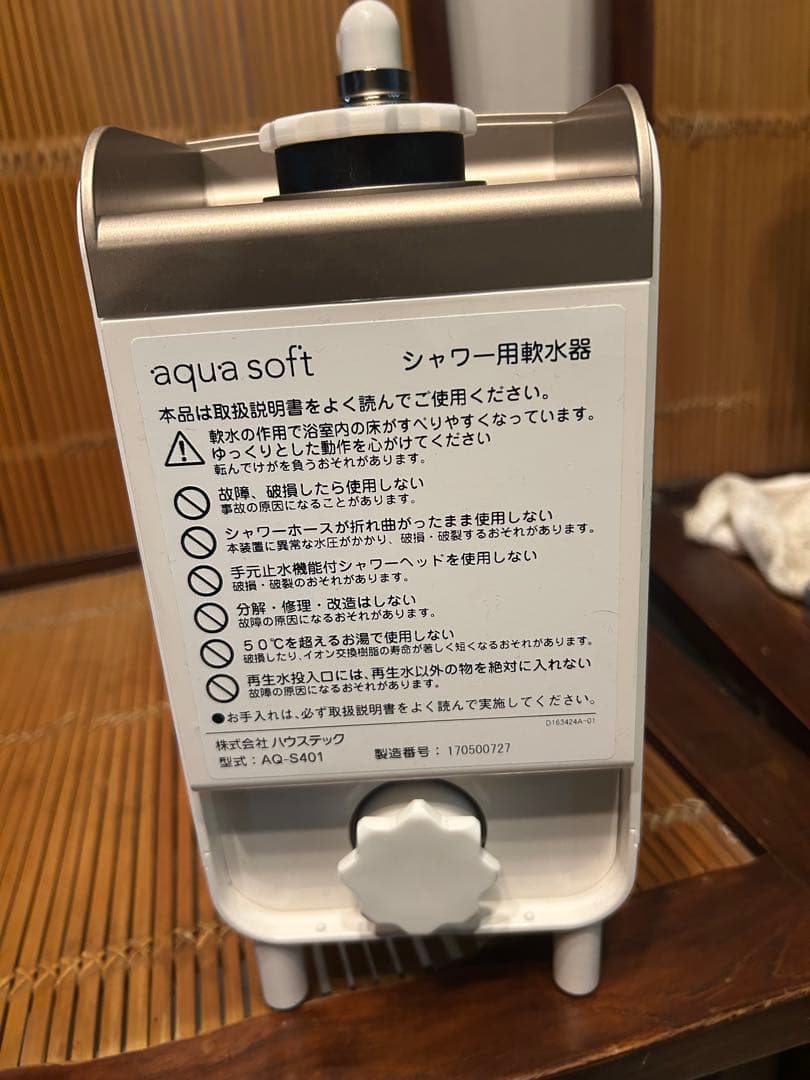 aqua soft シャワー用軟水器
本品は取扱説明書をよく読んでご使用ください。
軟水の作用で浴室内の床がすべりやすくなっています。
ゆっくりとした動作を心がけてください
転んでけがを負うおそれがあります。
故障、破損したら使用しない
事故の原因になることがあります。
シャワーホースが折れ曲がったまま使用しない
本装置に異常な水圧がかかり、破損・破裂するおそれがあります。
手元止水機能付シャワーヘッドを使用しない
破損・破裂のおそれがあります。
分解・修理・改造はしない
故障の原因になるおそれがあります。
50℃を超えるお湯で使用しない
破損したり、イオン交換樹脂の寿命が著しく短くなるおそれがあります。
再生水投入口には、再生水以外の物を絶対に入れない
故障の原因になるおそれがあります。
●お手入れは、必ず取扱説明書をよく読んで実施してください。
D163424A-01
株式会社 ハウステック
型式：AQ-S401 製造番号：170500727